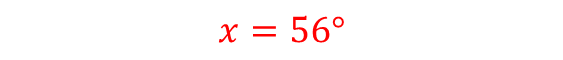 x = 56°